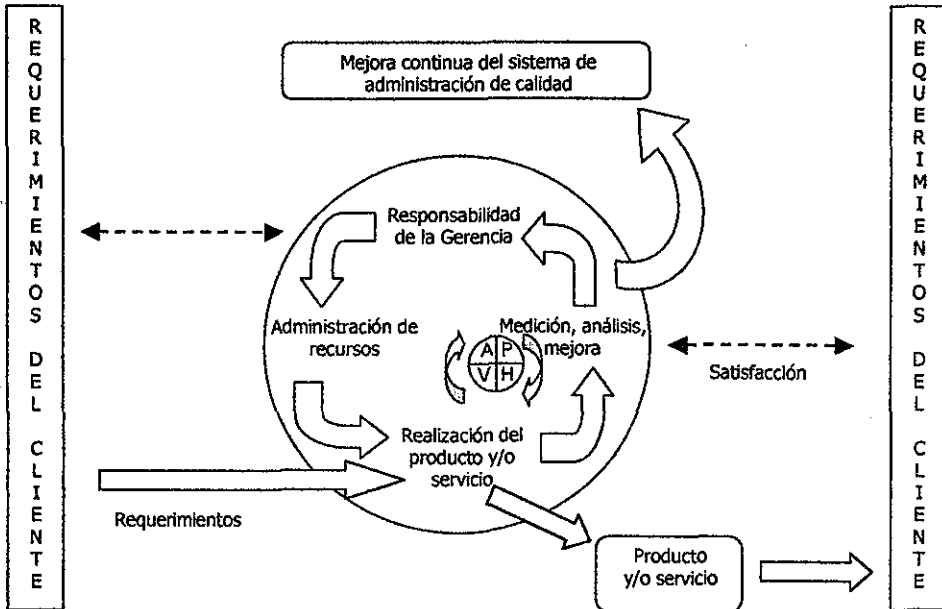 REQUERIMIENTOS DEL CLIENTE
Mejora continua del sistema de
administración de calidad
REQUERIMIENTOS DEL CLIENTE
Responsabilidad
de la Gerencia
Administración de
recursos
Medición, análisis,
mejora
A P
V H
Satisfacción
Realización del
producto y/o
servicio
Requerimientos
Producto
y/o servicio